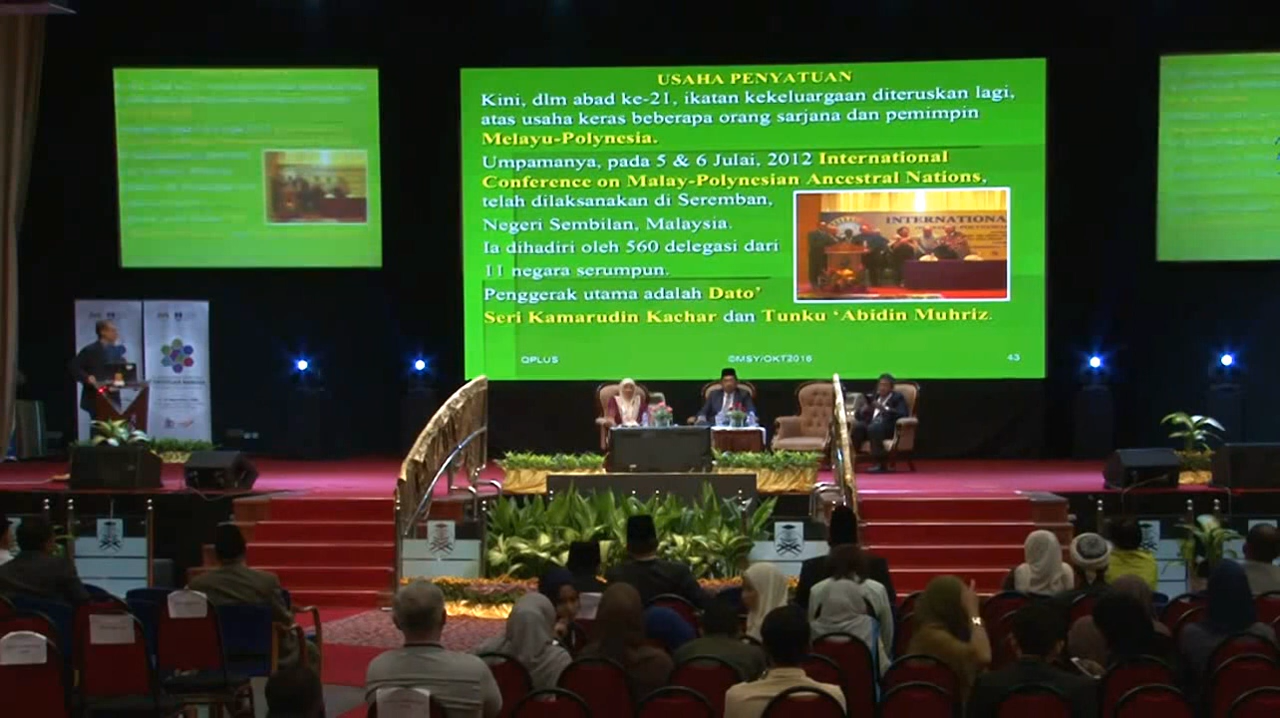 USAHA PENYATUAN
Kini, dlm abad ke-21, ikatan kekeluargaan diteruskan lagi,
atas usaha keras beberapa orang sarjana dan pemimpin
Melayu-Polynesia.
Umpamanya, pada 5 & 6 Julai, 2012 International
Conference on Malay-Polynesian Ancestral Nations,
telah dilaksanakan di Seremban,
Negeri Sembilan, Malaysia.
Ia dihadiri oleh 560 delegasi dari
11 negara serumpun.
Penggerak utama adalah Dato'
Seri Kamarudin Kachar dan Tunku 'Abidin Muhriz.
INTERNATIONAL
QPLUS ©MSY/OKT2016 43